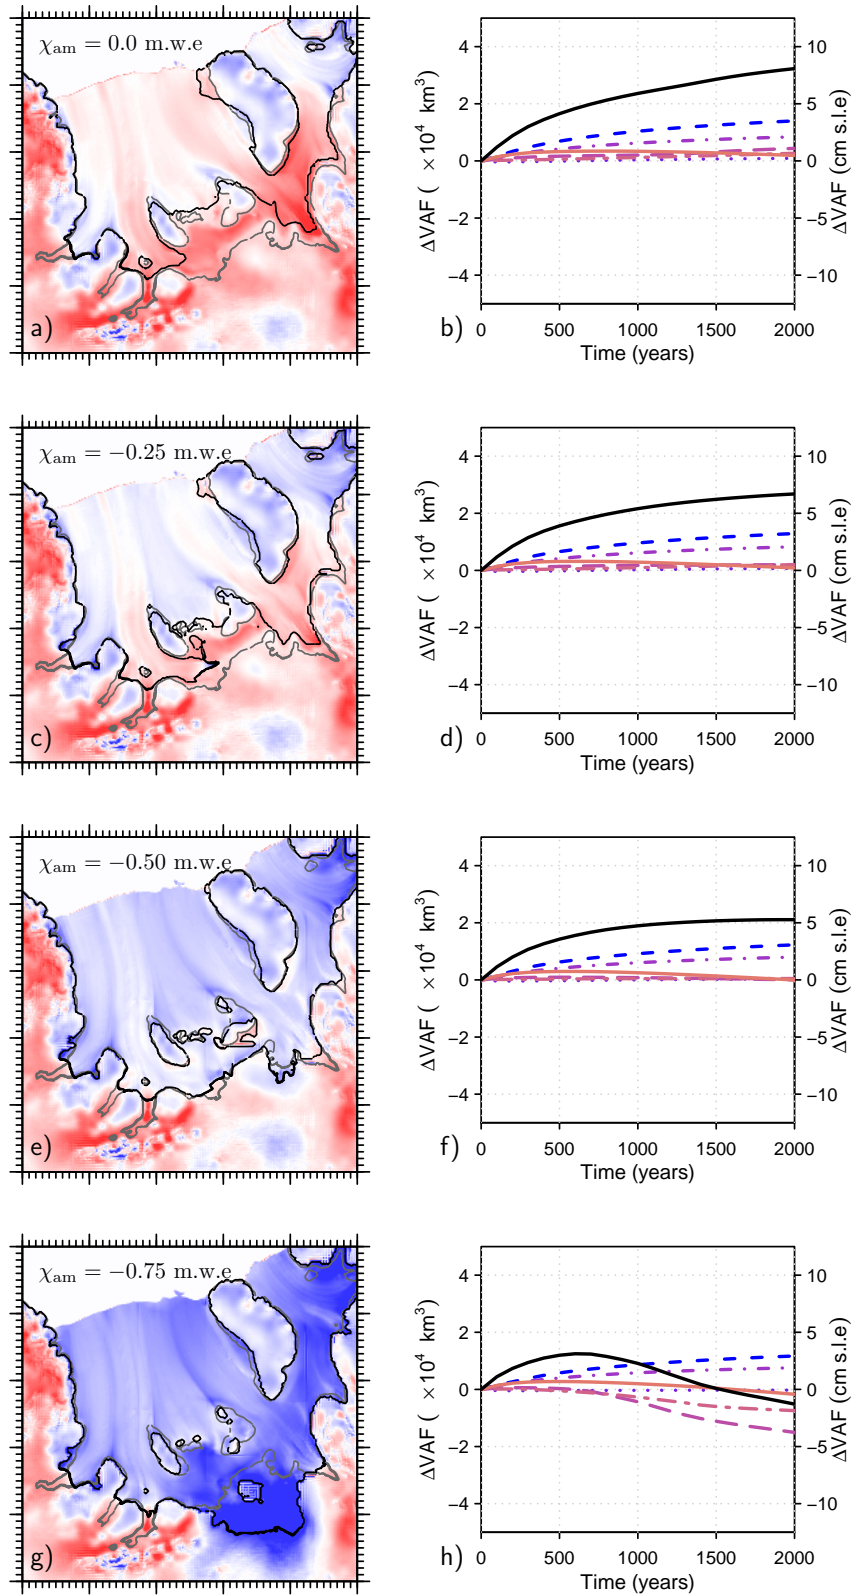 χam = 0.0 m.w.e
a)
4
2
0
−2
−4
ΔVAF ( ×10⁴ km³)
10
5
0
−5
−10
ΔVAF (cm s.l.e)
b)
0 500 1000 1500 2000
Time (years)
χam = −0.25 m.w.e
c)
4
2
0
−2
−4
ΔVAF ( ×10⁴ km³)
10
5
0
−5
−10
ΔVAF (cm s.l.e)
d)
0 500 1000 1500 2000
Time (years)
χam = −0.50 m.w.e
e)
4
2
0
−2
−4
ΔVAF ( ×10⁴ km³)
10
5
0
−5
−10
ΔVAF (cm s.l.e)
f)
0 500 1000 1500 2000
Time (years)
χam = −0.75 m.w.e
g)
4
2
0
−2
−4
ΔVAF ( ×10⁴ km³)
10
5
0
−5
−10
ΔVAF (cm s.l.e)
h)
0 500 1000 1500 2000
Time (years)